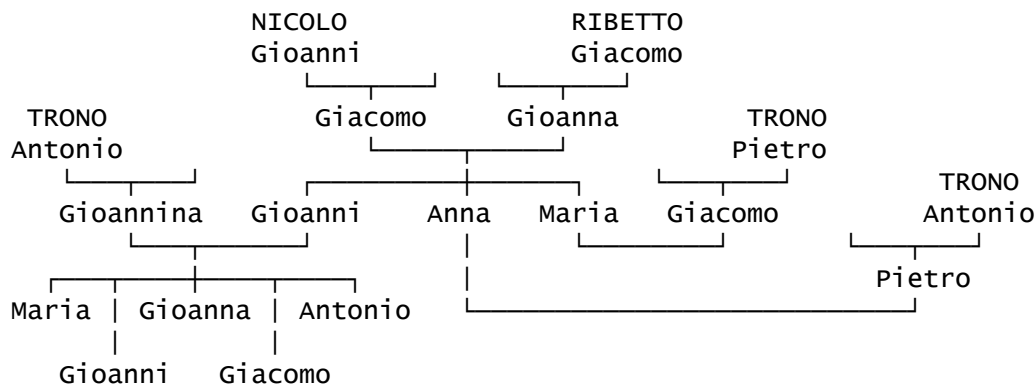 NICOLO RIBETTO
Gioanni Giacomo
TRONO Giacomo Gioanna TRONO
Antonio Pietro
TRONO
Gioannina Gioanni Anna Maria Giacomo Antonio
Pietro
Maria Gioanna Antonio
Gioanni Giacomo